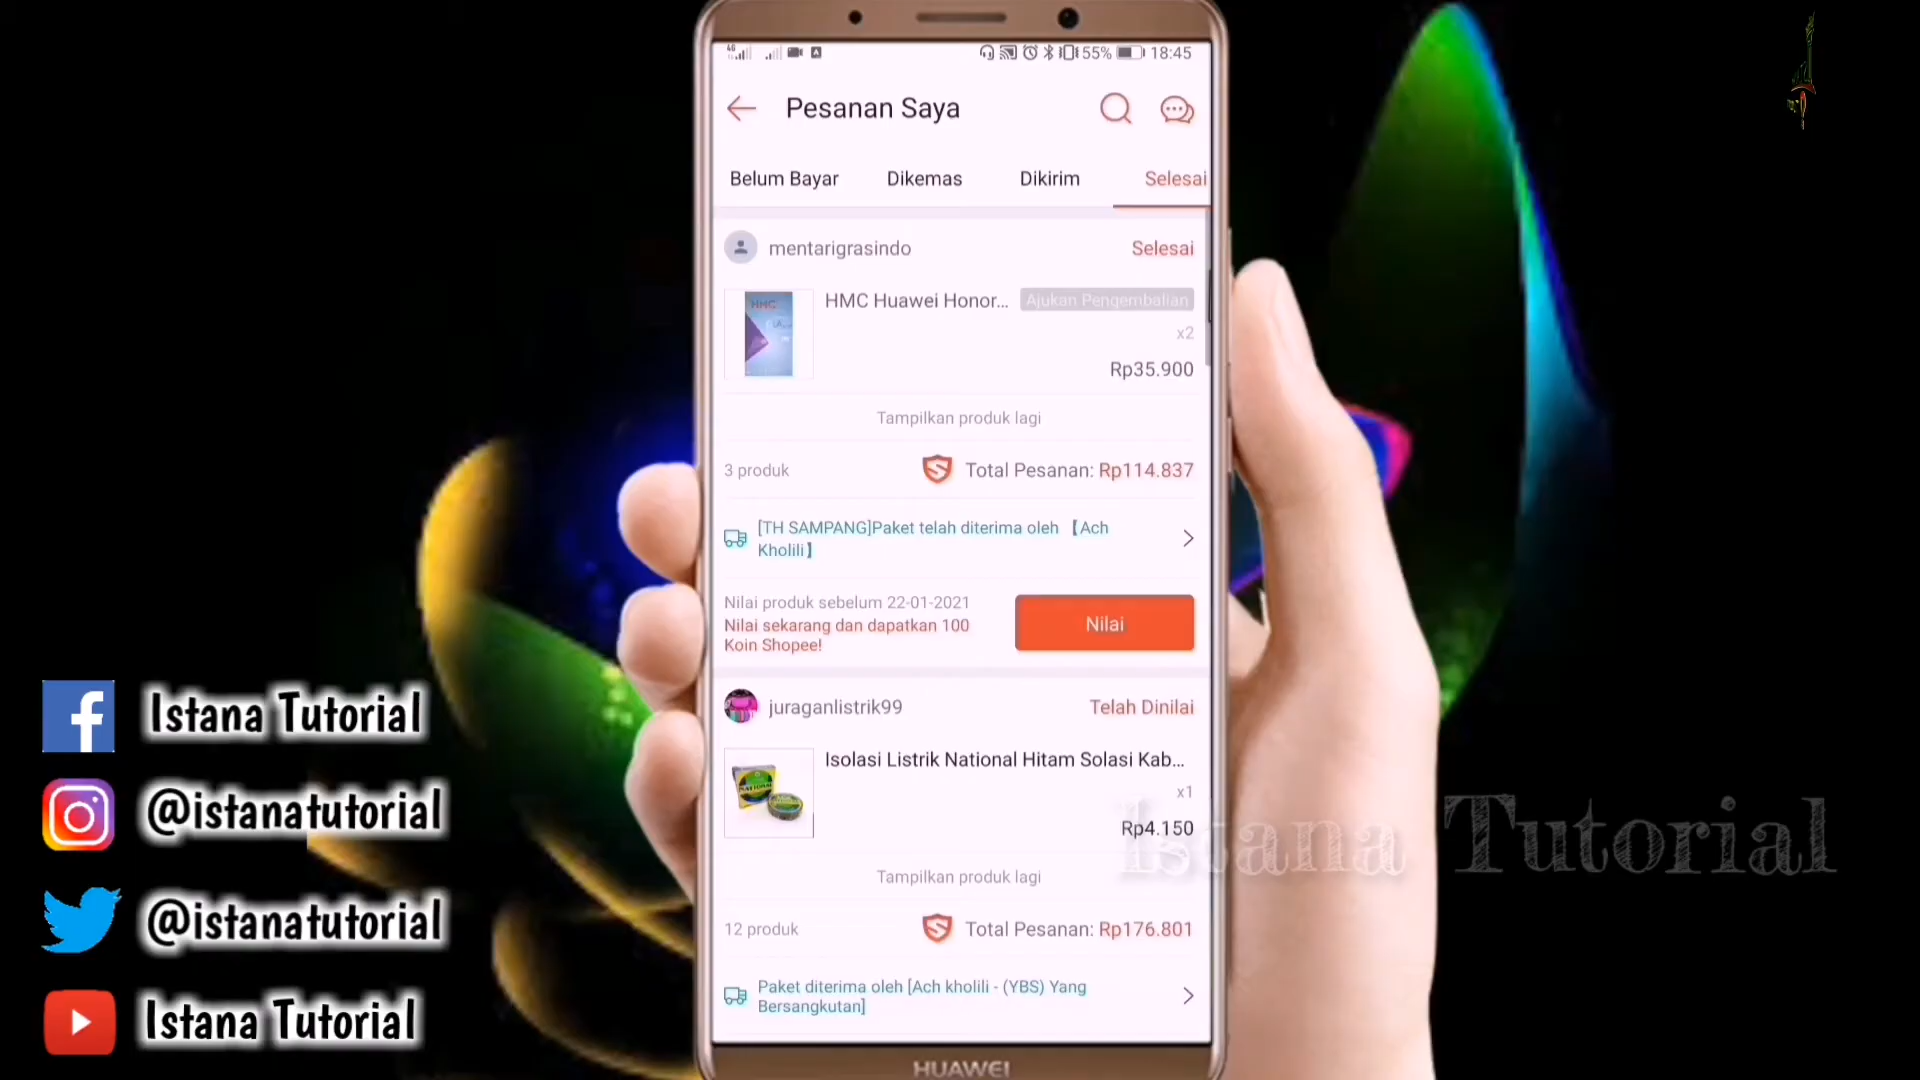 4G 55% 18:45
Pesanan Saya
Belum Bayar Dikemas Dikirim Selesai
mentarigrasindo Selesai
HMC Huawei Honor... Ajukan Pengembalian
x2
Rp35.900
Tampilkan produk lagi
3 produk Total Pesanan: Rp114.837
[TH SAMPANG]Paket telah diterima oleh 【Ach
Kholili】
Nilai produk sebelum 22-01-2021
Nilai sekarang dan dapatkan 100
Koin Shopee!
Nilai
juraganlistrik99 Telah Dinilai
Isolasi Listrik National Hitam Solasi Kab...
x1
Rp4.150
Tampilkan produk lagi
12 produk Total Pesanan: Rp176.801
Paket diterima oleh [Ach kholili - (YBS) Yang
Bersangkutan]
HUAWEI
Istana Tutorial
@istanatutorial
@istanatutorial
Istana Tutorial
Istana Tutorial